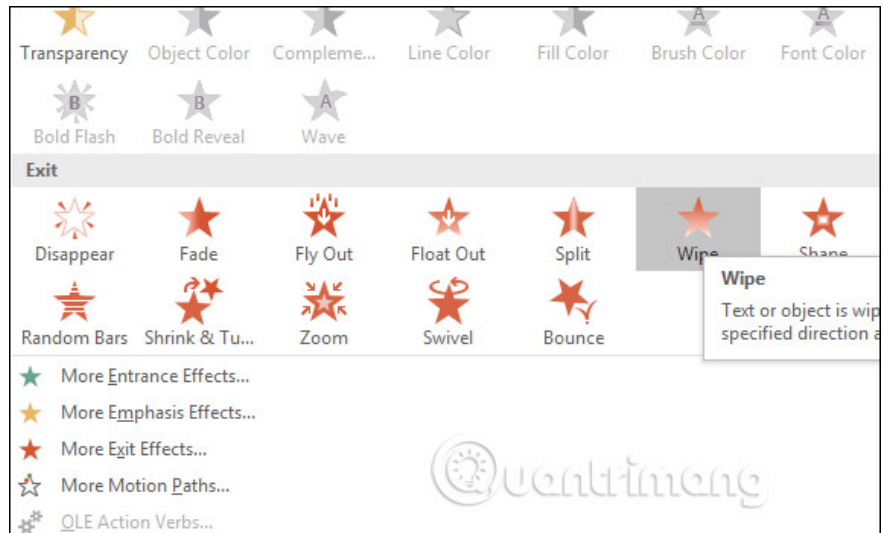 Transparency Object Color Compleme... Line Color Fill Color Brush Color Font Color
Bold Flash Bold Reveal Wave
Exit
Disappear Fade Fly Out Float Out Split Wipe Shape
Random Bars Shrink & Tu... Zoom Swivel Bounce
Wipe
Text or object is wip
specified direction a
More Entrance Effects...
More Emphasis Effects...
More Exit Effects...
More Motion Paths...
OLE Action Verbs...
Quantrimang